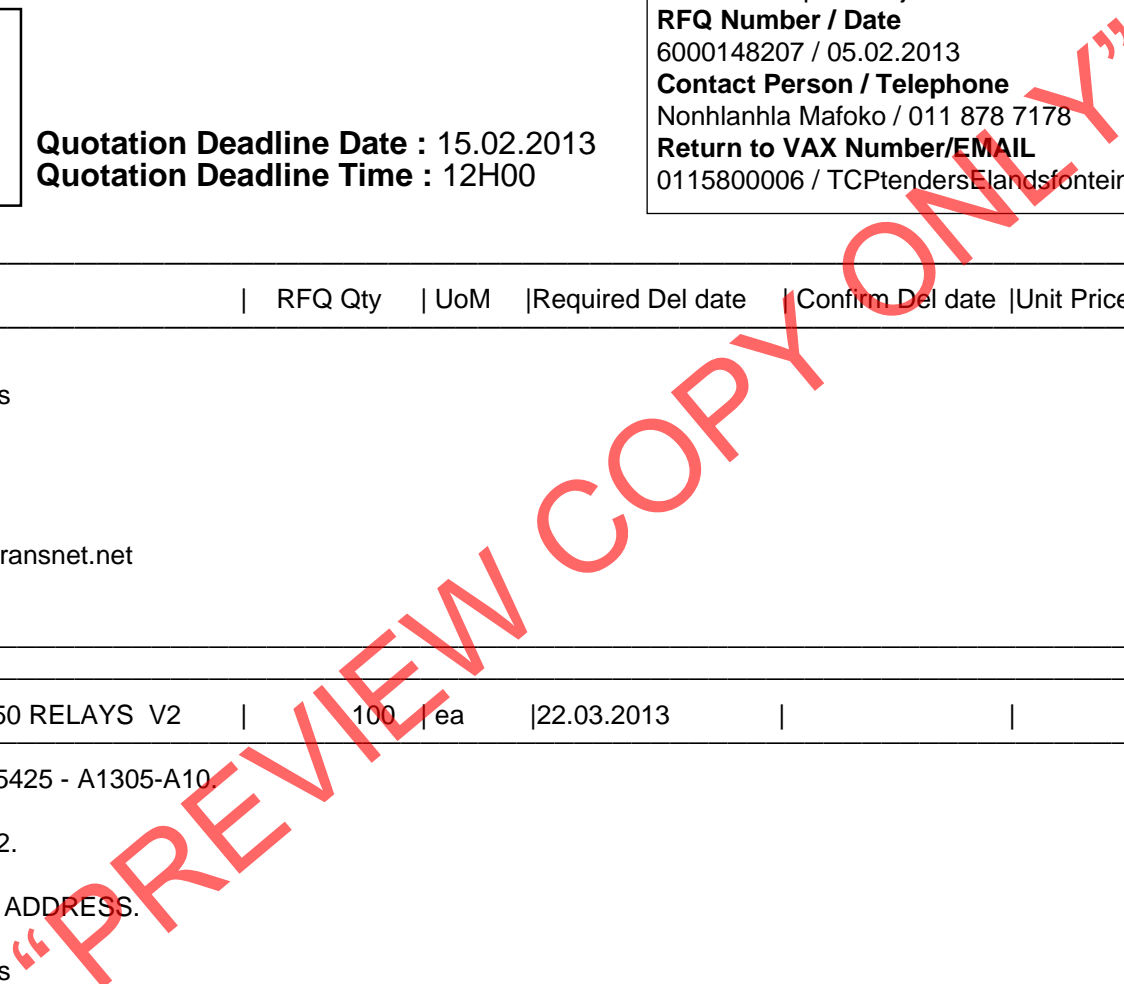 RFQ Number / Date
6000148207 / 05.02.2013
Contact Person / Telephone
Nonhlanhla Mafoko / 011 878 7178
Return to VAX Number/EMAIL
0115800006 / TCPtendersElandsfontein
Quotation Deadline Date : 15.02.2013
Quotation Deadline Time : 12H00
| RFQ Qty | UoM |Required Del date | Confirm Del date |Unit Price
s
ransnet.net
50 RELAYS V2 | 100 | ea |22.03.2013 | |
5425 - A1305-A10.
2.
ADDRESS.
s
“PREVIEW COPY ONLY”